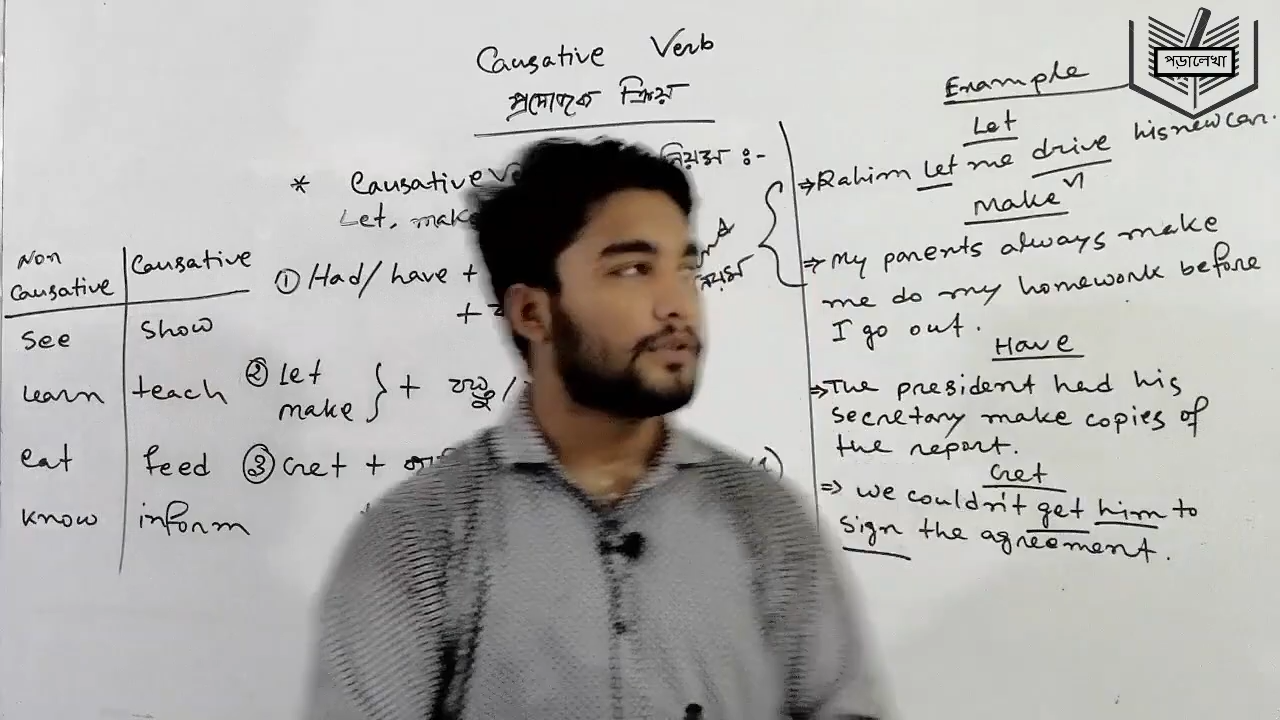 Causative Verb
প্রযোজক ক্রিয়া
* Causative
নিয়ম :-
Let, make
① Had/have +
+
② Let
make } +
③ Get +
Non
Causative
Causative
see
show
Learn
teach
eat
feed
know
inform
Example
Let
⇒ Rahim Let me drive his new car.
Make
V1
⇒ My parents always make
me do my homework before
I go out.
Have
⇒ The president had his
secretary make copies of
the report.
Get
⇒ we couldn't get him to
sign the agreement.
পড়ালেখা